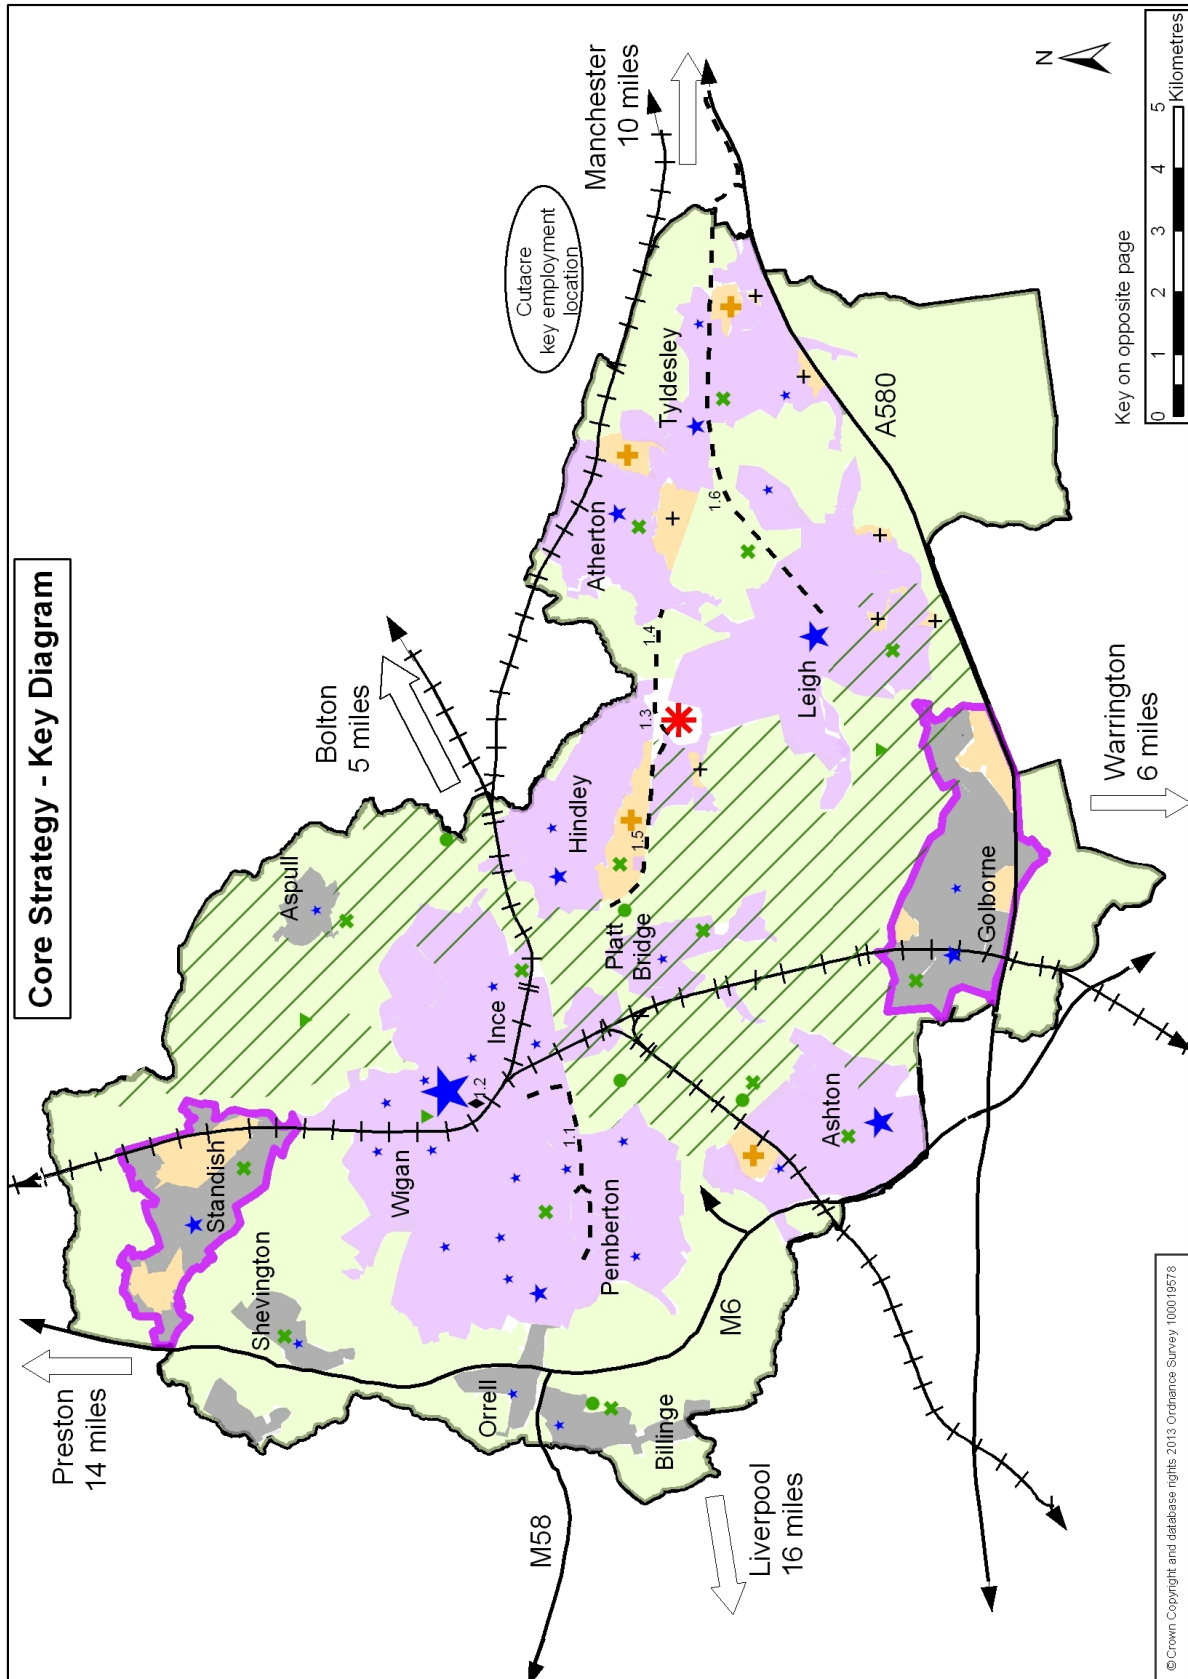 Core Strategy - Key Diagram
Preston
14 miles
Bolton
5 miles
Manchester
10 miles
Cutacre
key employment
location
Standish
Shevington
Aspull
Wigan
Ince
Orrell
Billinge
Pemberton
Platt
Bridge
Hindley
Atherton
Tyldesley
Leigh
Ashton
Golborne
M58
M6
A580
1.1
1.2
1.3
1.4
1.5
1.6
Liverpool
16 miles
Warrington
6 miles
N
Key on opposite page
0 1 2 3 4 5
Kilometres
© Crown Copyright and database rights 2013 Ordnance Survey 100019578